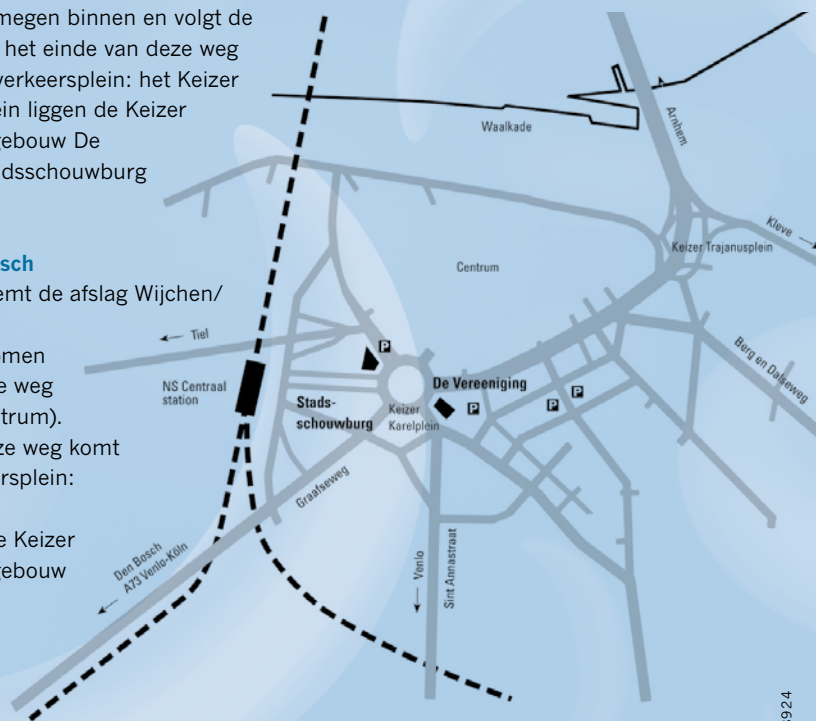 megen binnen en volgt de
het einde van deze weg
verkeersplein: het Keizer
ein liggen de Keizer
gebouw De
dsschouwburg
sch
emt de afslag Wijchen/
omen
e weg
trum).
ze weg komt
rsplein:
e Keizer
gebouw
Waalkade
Arnhem
Kleve
Keizer Trajanusplein
Centrum
Berg en Dalseweg
Tiel
NS Centraal
station
P
Stads-
schouwburg
Keizer
Karelplein
De Vereeniging
P
P
P
Graafseweg
Den Bosch
A73 Venlo-Köln
Venlo
Sint Annastraat
3924